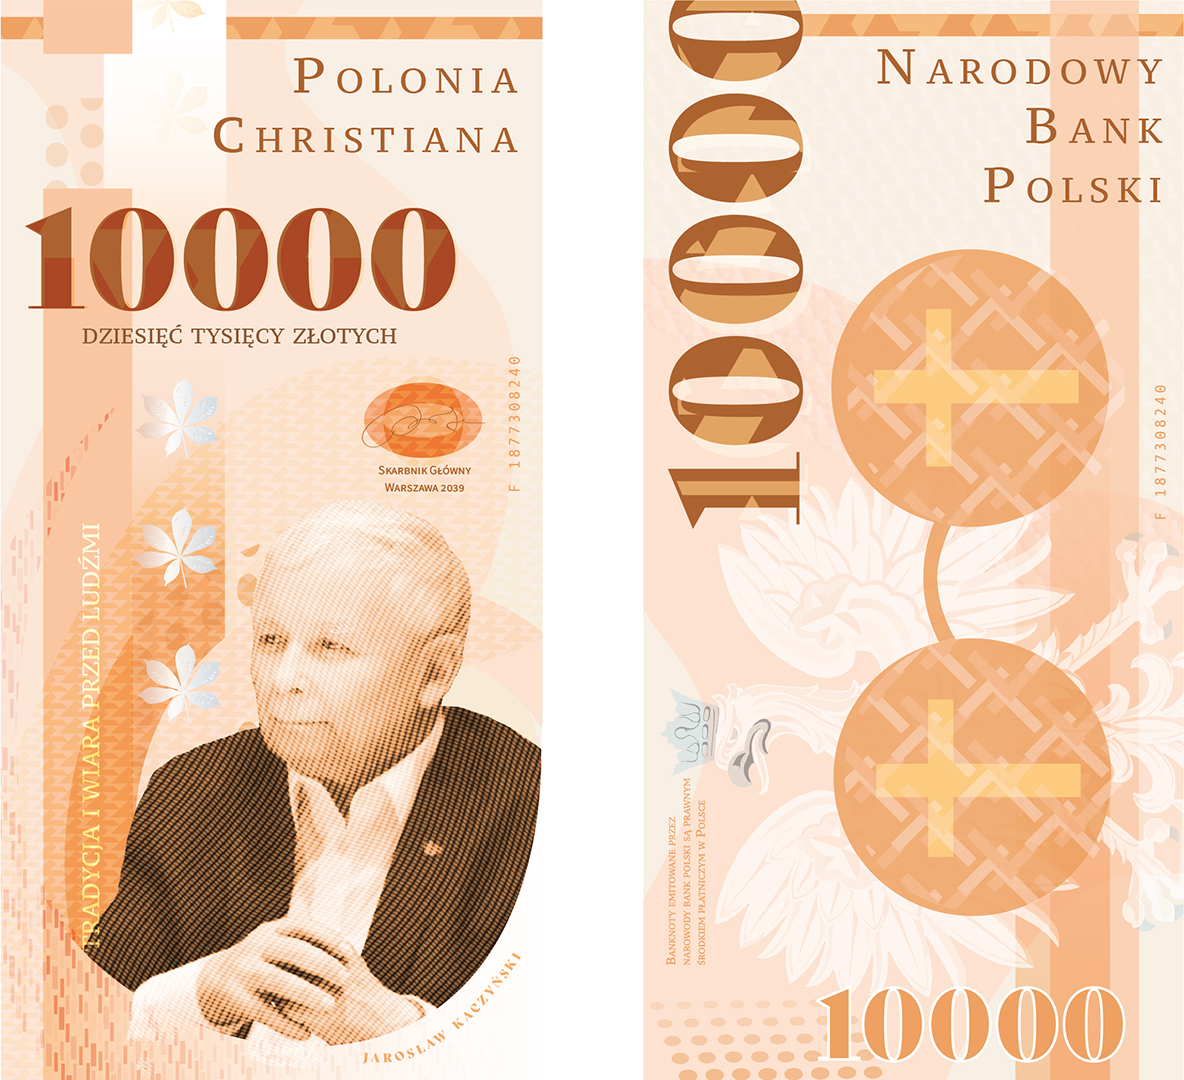 POLONIA
CHRISTIANA
10000
DZIESIĘĆ TYSIĘCY ZŁOTYCH
SKARBNIK GŁÓWNY
WARSZAWA 2039
F 1877308240
TRADYCJA I WIARA PRZED LUDŹMI
JAROSŁAW KACZYŃSKI
10000
NARODOWY
BANK
POLSKI
F 1877308240
BANKNOTY EMITOWANE PRZEZ
NAROWODY BANK POLSKI SĄ PRAWNYM
ŚRODKIEM PŁATNICZYM W POLSCE
10000